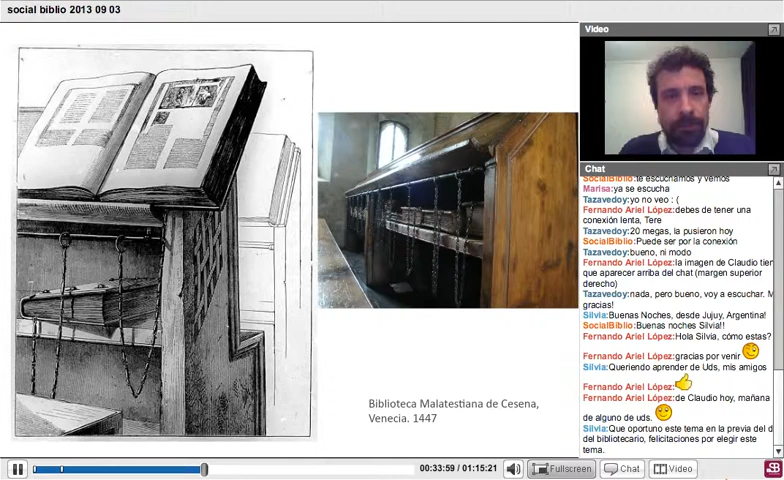 social biblio 2013 09 03
Biblioteca Malatestiana de Cesena,
Venecia. 1447
Video
Chat
SocialBiblio:te escuchamos y vemos
Marisa:ya se escucha
Tazavedoy:yo no veo : (
Fernando Ariel López:debes de tener una
conexión lenta, Tere
Tazavedoy:20 megas, la pusieron hoy
SocialBiblio:Puede ser por la conexión
Tazavedoy:bueno, ni modo
Fernando Ariel López:la imagen de Claudio tien
que aparecer arriba del chat (margen superior
derecho)
Tazavedoy:nada, pero bueno, voy a escuchar. M
gracias!
Silvia:Buenas Noches, desde Jujuy, Argentina!
SocialBiblio:Buenas noches Silvia!!
Fernando Ariel López:Hola Silvia, cómo estas?
Fernando Ariel López:gracias por venir
Silvia:Queriendo aprender de Uds, mis amigos
Fernando Ariel López:
Fernando Ariel López:de Claudio hoy, mañana
de alguno de uds.
Silvia:Que oportuno este tema en la previa del d
del bibliotecario, felicitaciones por elegir este
tema.
00:33:59 / 01:15:21
Fullscreen
Chat
Video
SB